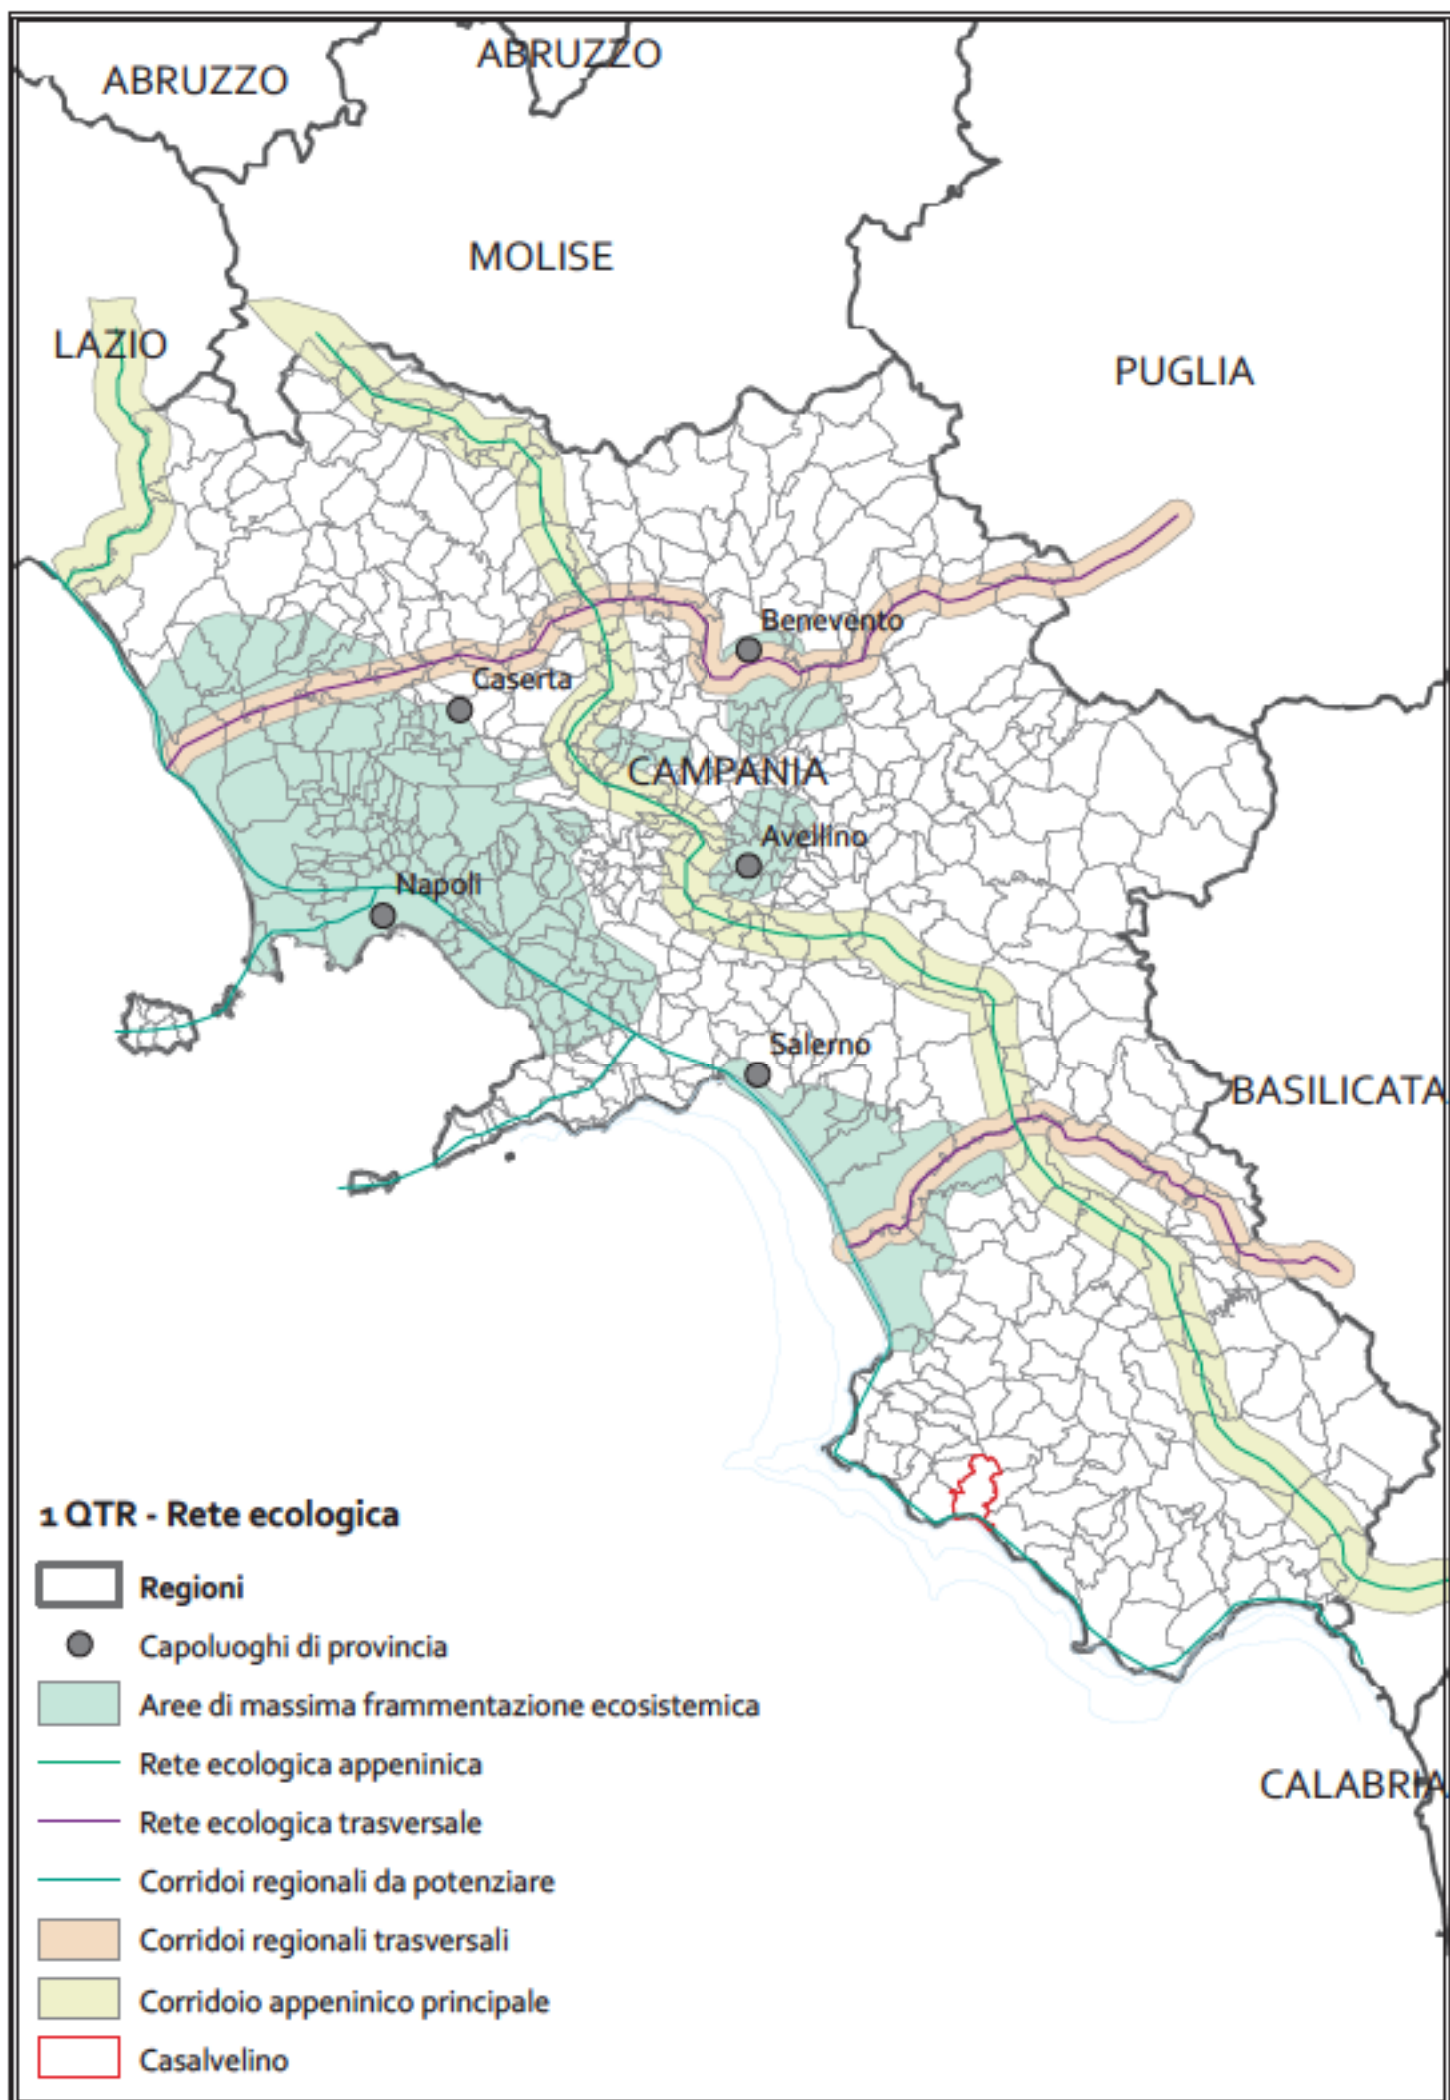 ABRUZZO
ABRUZZO
MOLISE
LAZIO
PUGLIA
Benevento
Caserta
CAMPANIA
Avellino
Napoli
Salerno
BASILICATA
1 QTR - Rete ecologica
Regioni
Capoluoghi di provincia
Aree di massima frammentazione ecosistemica
Rete ecologica appeninica
Rete ecologica trasversale
CALABRIA
Corridoi regionali da potenziare
Corridoi regionali trasversali
Corridoio appeninico principale
Casalvelino